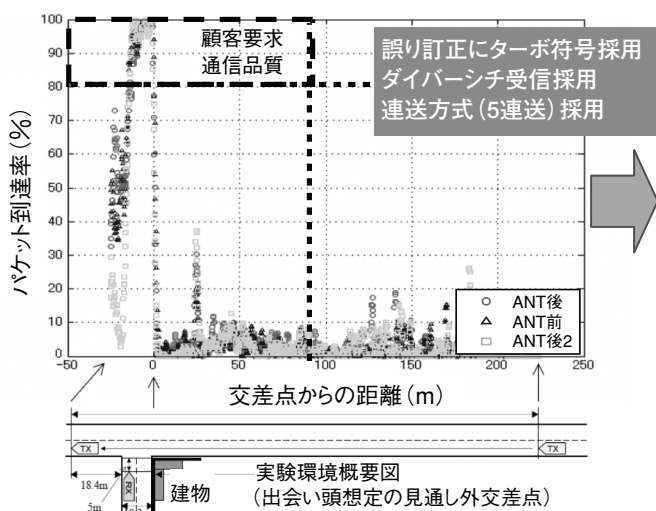 顧客要求
通信品質
誤り訂正にターボ符号採用
ダイバーシチ受信採用
連送方式（5連送）採用
パケット到達率（%）
100
90
80
70
60
50
40
30
20
10
0
ANT後
ANT前
ANT後2
−50
0
50
100
150
200
250
交差点からの距離（m）
TX
TX
18.4m
RX
5m
建物
実験環境概要図
（出会い頭想定の見通し外交差点）